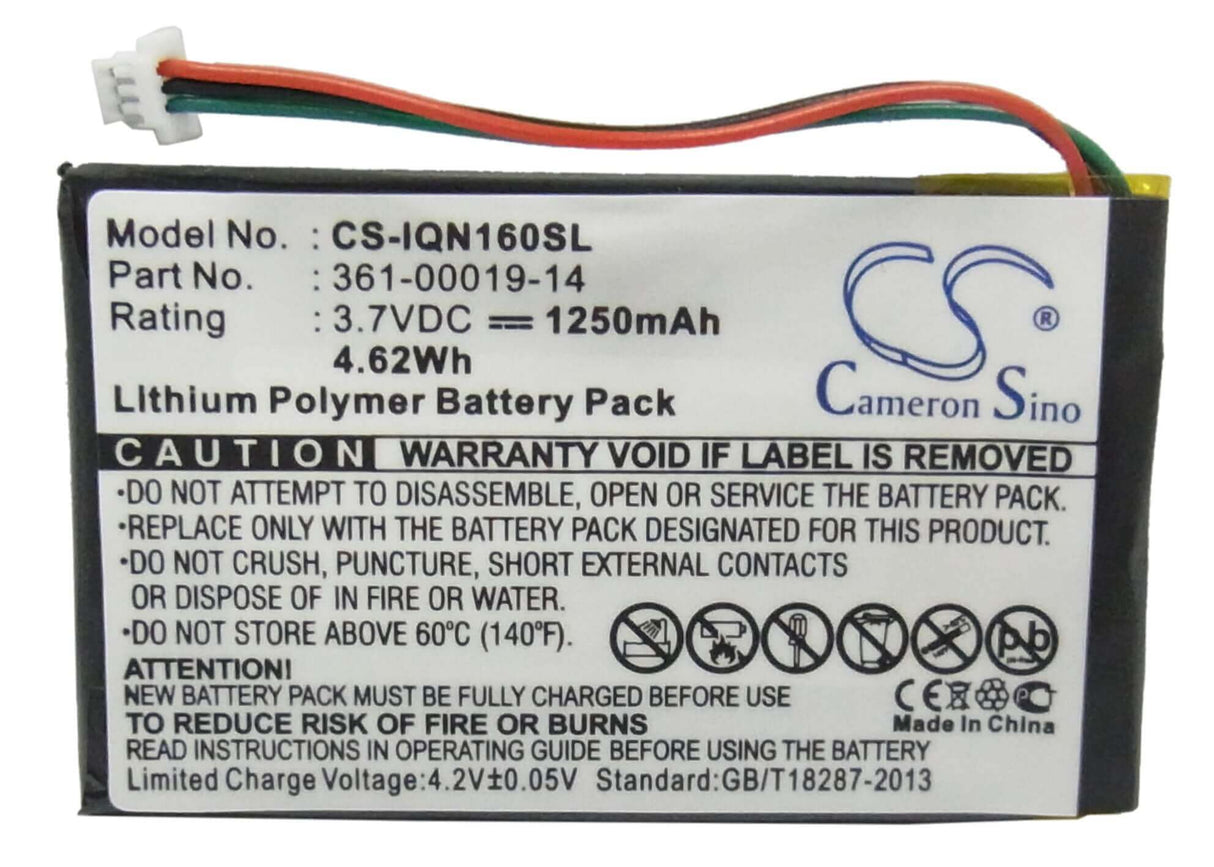 Model No. : CS-IQN160SL
Part No. : 361-00019-14
Rating : 3.7VDC ⎓ 1250mAh
4.62Wh
Lithium Polymer Battery Pack
CS ®
Cameron Sino
CAUTION WARRANTY VOID IF LABEL IS REMOVED
•DO NOT ATTEMPT TO DISASSEMBLE, OPEN OR SERVICE THE BATTERY PACK.
•REPLACE ONLY WITH THE BATTERY PACK DESIGNATED FOR THIS PRODUCT.
•DO NOT CRUSH, PUNCTURE, SHORT EXTERNAL CONTACTS
OR DISPOSE OF IN FIRE OR WATER.
•DO NOT STORE ABOVE 60ºC (140ºF).
Pb
ATTENTION!
NEW BATTERY PACK MUST BE FULLY CHARGED BEFORE USE
CE
Made In China
TO REDUCE RISK OF FIRE OR BURNS
READ INSTRUCTIONS IN OPERATING GUIDE BEFORE USING THE BATTERY
Limited Charge Voltage:4.2V±0.05V Standard:GB/T18287-2013